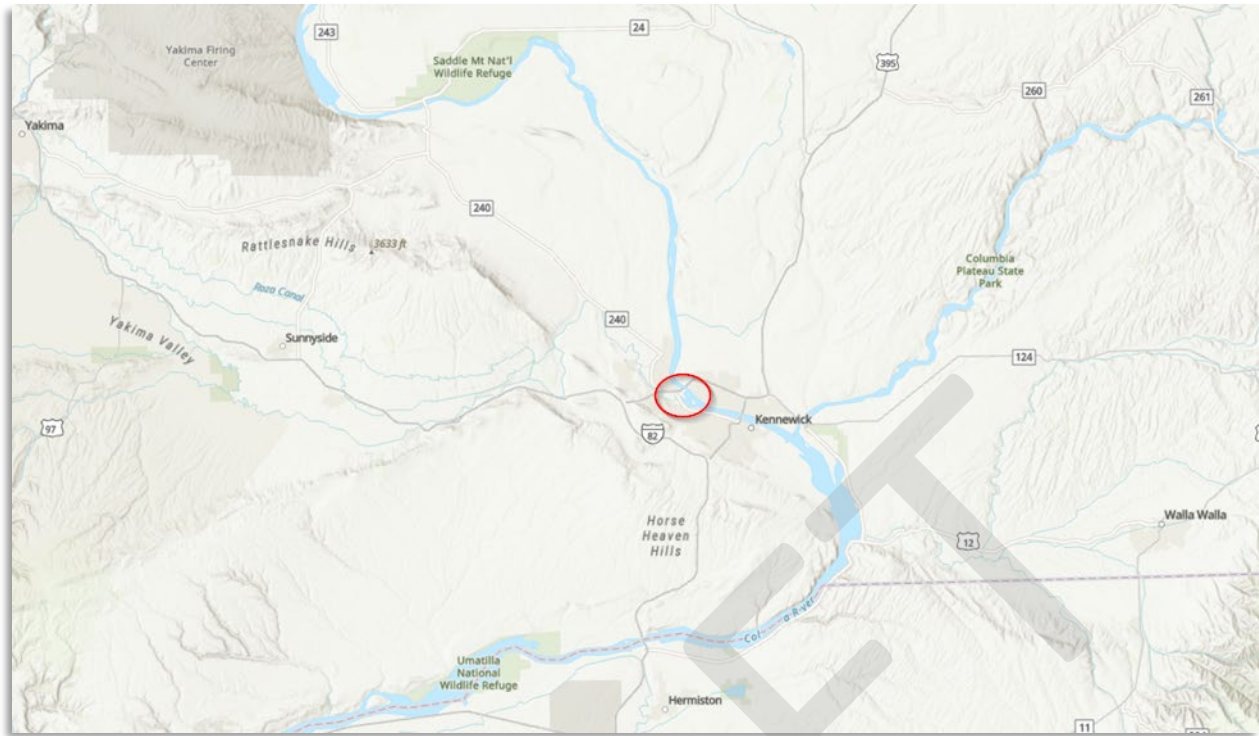 243
24
Yakima Firing
Center
Saddle Mt Nat'l
Wildlife Refuge
395
260
261
Yakima
240
Rattlesnake Hills
3633 ft
Columbia
Plateau State
Park
Roza Canal
Sunnyside
240
Yakima Valley
124
97
82
Kennewick
Horse
Heaven
Hills
Walla Walla
12
Umatilla
National
Wildlife Refuge
Hermiston
11